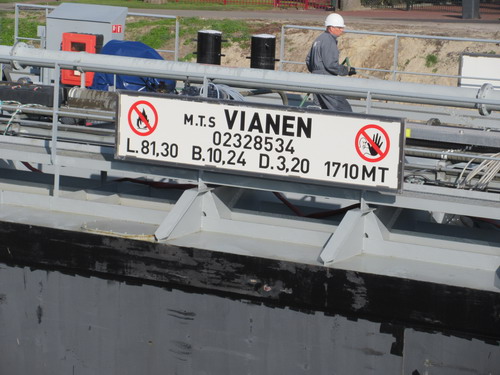 M.T.S VIANEN
02328534
L.81,30 B.10,24 D.3,20 1710MT